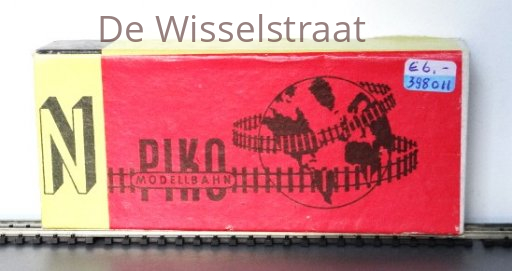 De Wisselstraat
€6,-
398011
N
PIKO
MODELLBAHN